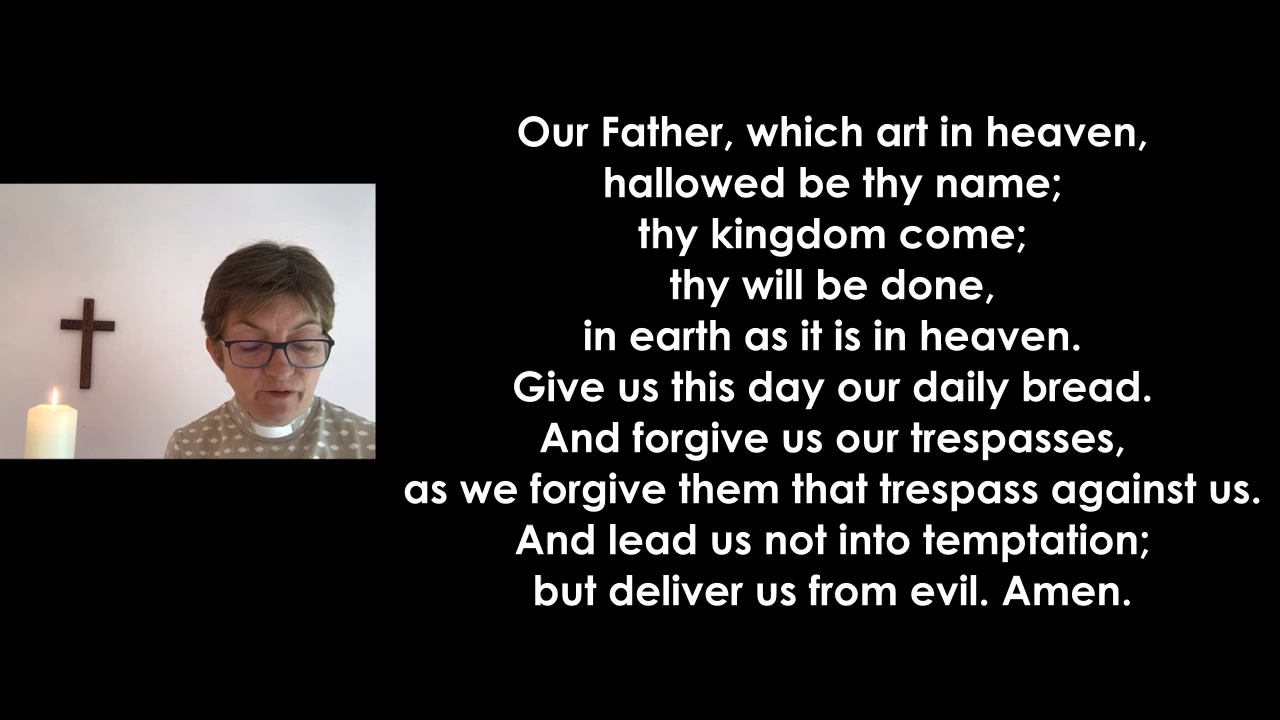 Our Father, which art in heaven,
hallowed be thy name;
thy kingdom come;
thy will be done,
in earth as it is in heaven.
Give us this day our daily bread.
And forgive us our trespasses,
as we forgive them that trespass against us.
And lead us not into temptation;
but deliver us from evil. Amen.